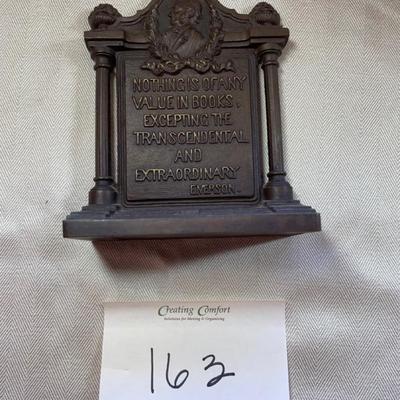 NOTHING IS OF ANY
VALUE IN BOOKS,
EXCEPTING THE
TRANSCENDENTAL
AND
EXTRAORDINARY
EMERSON-
Creating Comfort
Solutions for Moving & Organizing
163